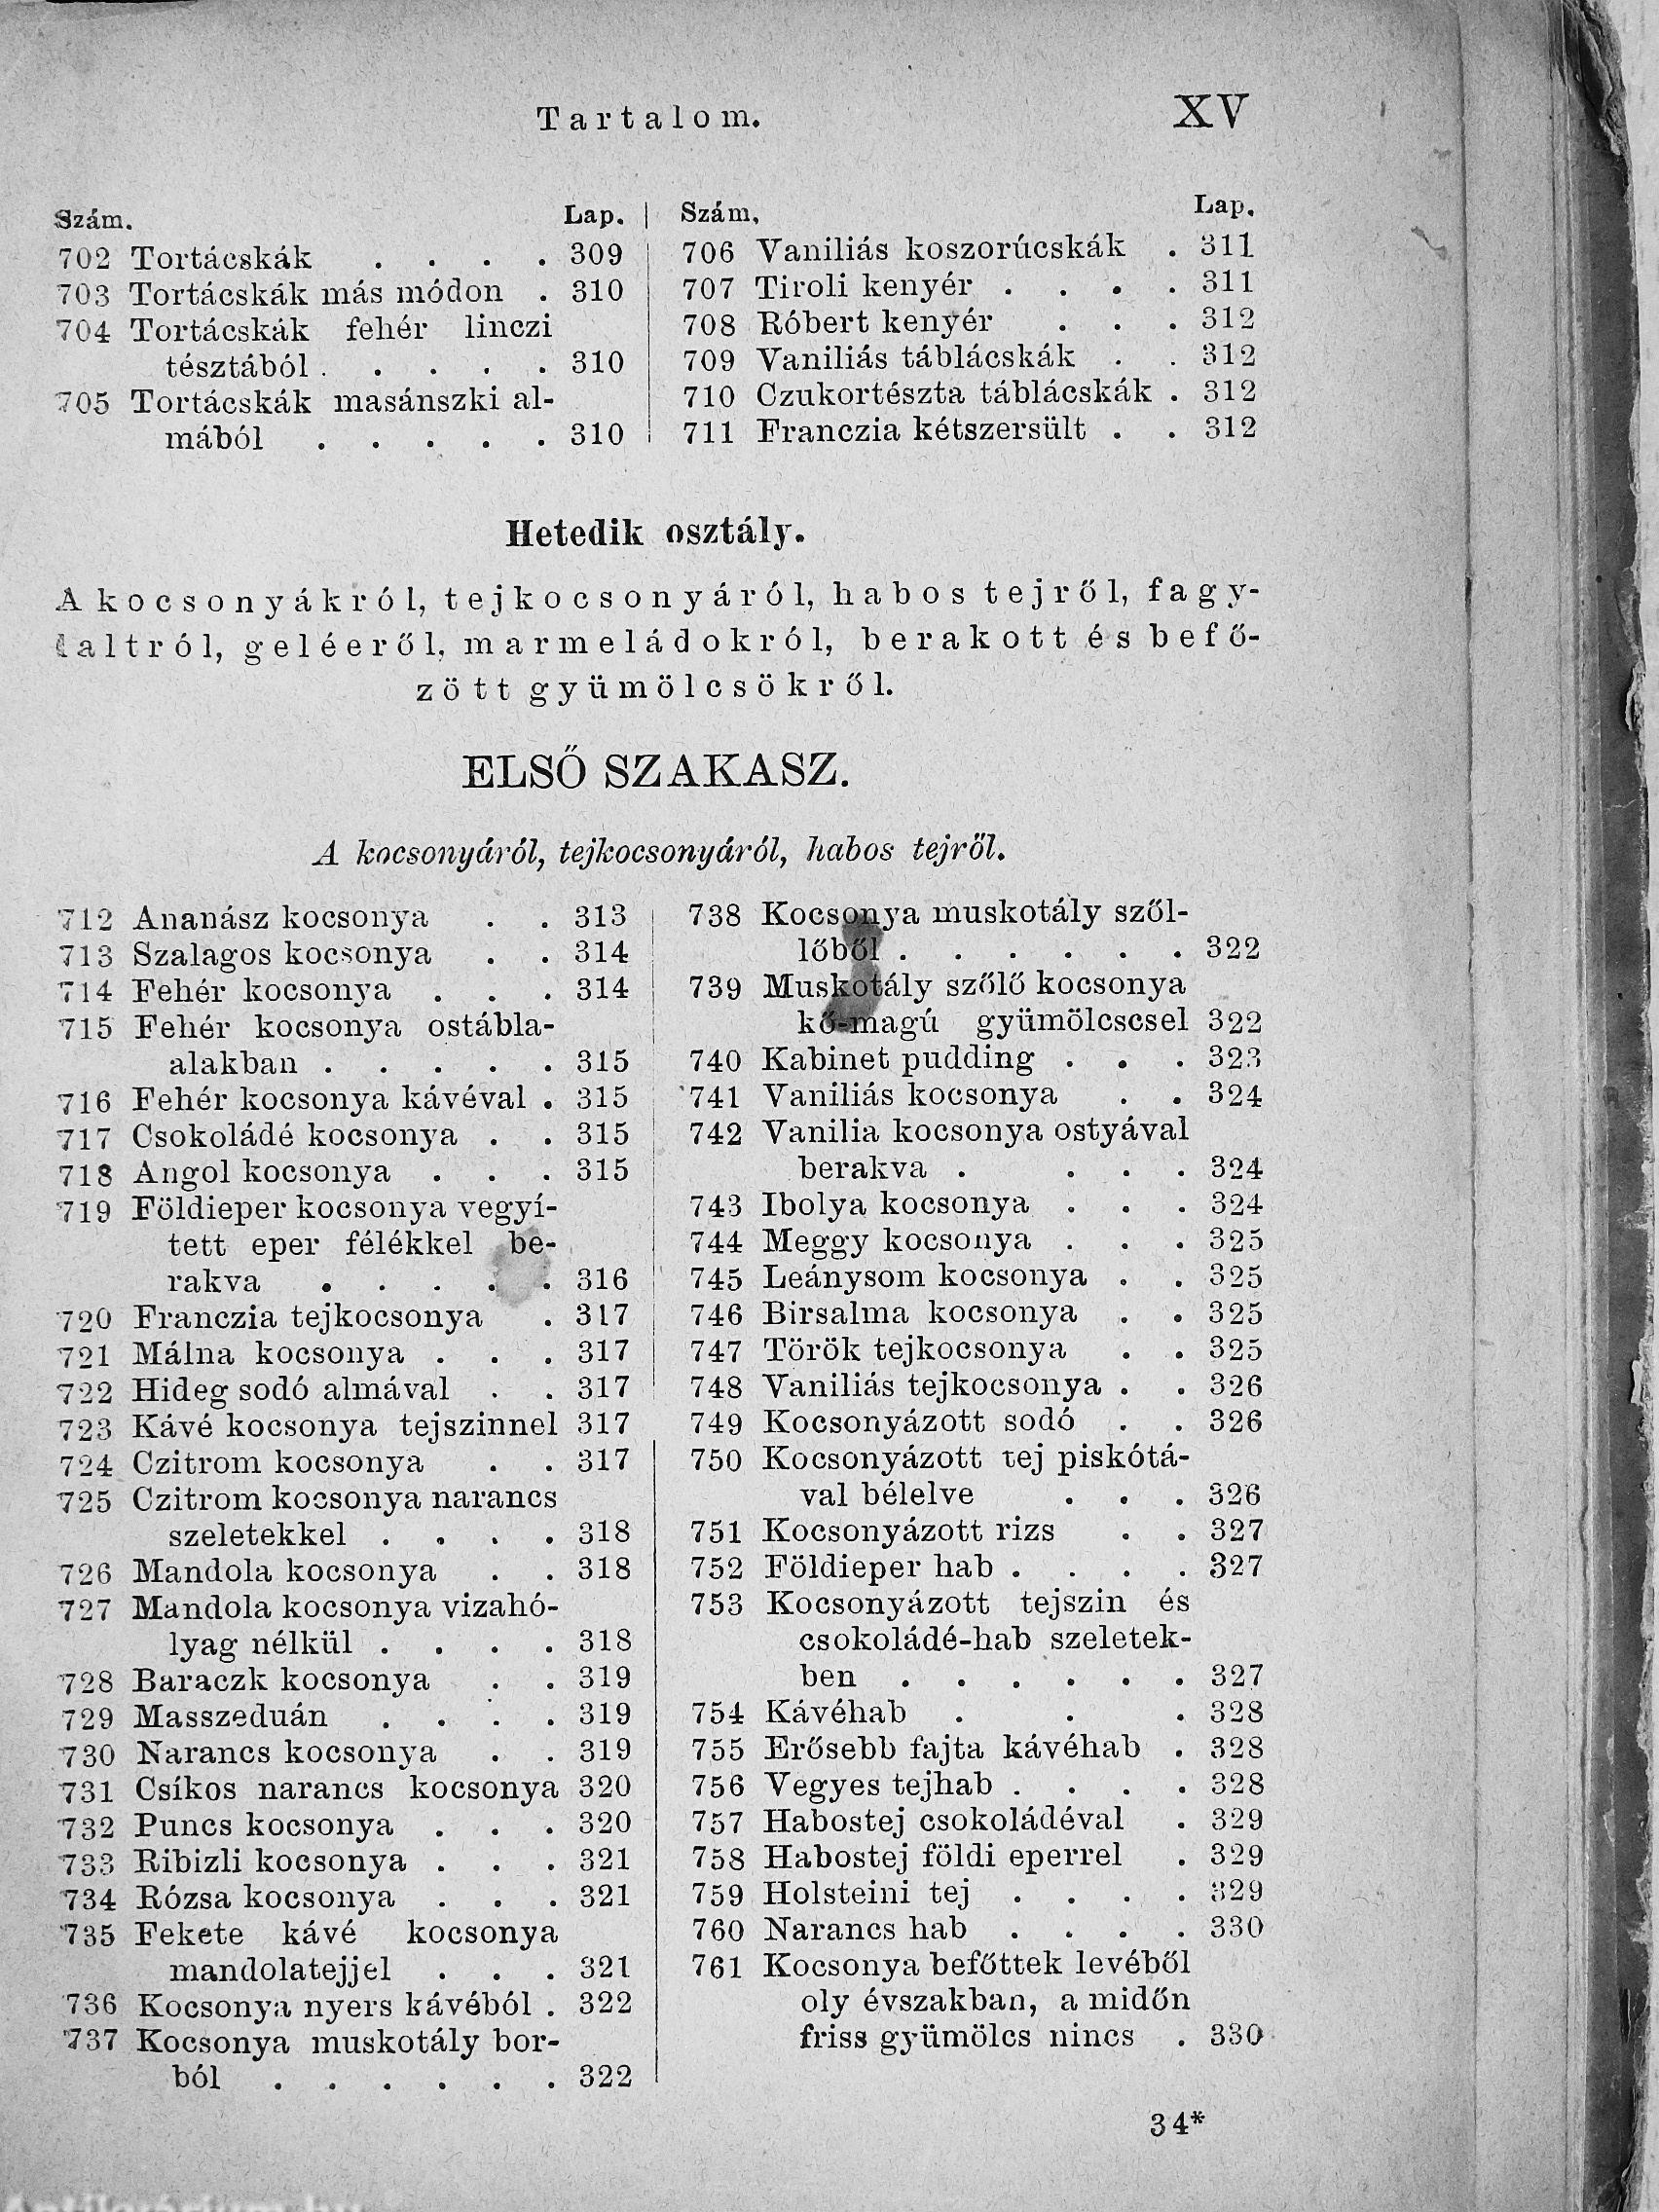 Tartalom. XV
Szám. Lap.
702 Tortácskák . . . . 309
703 Tortácskák más módon . 310
704 Tortácskák fehér linczi
tésztából . . . . . 310
705 Tortácskák masánszki al-
mából . . . . . 310
Szám. Lap.
706 Vaniliás koszorúcskák . 311
707 Tiroli kenyér . . . . 311
708 Róbert kenyér . . . 312
709 Vaniliás táblácskák . . 312
710 Czukortészta táblácskák . 312
711 Franczia kétszersült . . 312
Hetedik osztály.
A kocsonyákról, tejkocsonyáról, habos tejről, fagy-
laltról, geléeről, marmeládokról, berakott és befő-
zött gyümölcsökről.
ELSŐ SZAKASZ.
A kocsonyáról, tejkocsonyáról, habos tejről.
712 Ananász kocsonya . . 313
713 Szalagos kocsonya . . 314
714 Fehér kocsonya . . . 314
715 Fehér kocsonya ostábla-
alakban . . . . . 315
716 Fehér kocsonya kávéval . 315
717 Csokoládé kocsonya . . 315
718 Angol kocsonya . . . 315
719 Földieper kocsonya vegyí-
tett eper félékkel be-
rakva . . . . . 316
720 Franczia tejkocsonya . 317
721 Málna kocsonya . . . 317
722 Hideg sodó almával . . 317
723 Kávé kocsonya tejszinnel 317
724 Czitrom kocsonya . . 317
725 Czitrom kocsonya narancs
szeletekkel . . . . 318
726 Mandola kocsonya . . 318
727 Mandola kocsonya vizahó-
lyag nélkül . . . . 318
728 Baraczk kocsonya . . 319
729 Masszeduán . . . . 319
730 Narancs kocsonya . . 319
731 Csíkos narancs kocsonya 320
732 Puncs kocsonya . . . 320
733 Ribizli kocsonya . . . 321
734 Rózsa kocsonya . . . 321
735 Fekete kávé kocsonya
mandolatejjel . . . 321
736 Kocsonya nyers kávéból . 322
737 Kocsonya muskotály bor-
ból . . . . . . 322
738 Kocsonya muskotály szől-
lőből . . . . . . 322
739 Muskotály szőlő kocsonya
kő-magú gyümölcscsel 322
740 Kabinet pudding . . . 323
741 Vaniliás kocsonya . . 324
742 Vanilia kocsonya ostyával
berakva . . . . 324
743 Ibolya kocsonya . . . 324
744 Meggy kocsonya . . . 325
745 Leánysom kocsonya . . 325
746 Birsalma kocsonya . . 325
747 Török tejkocsonya . . 325
748 Vaniliás tejkocsonya . . 326
749 Kocsonyázott sodó . . 326
750 Kocsonyázott tej piskótá-
val bélelve . . . 326
751 Kocsonyázott rizs . . 327
752 Földieper hab . . . . 327
753 Kocsonyázott tejszin és
csokoládé-hab szeletek-
ben . . . . . . 327
754 Kávéhab . . . 328
755 Erősebb fajta kávéhab . 328
756 Vegyes tejhab . . . . 328
757 Habostej csokoládéval . 329
758 Habostej földi eperrel . 329
759 Holsteini tej . . . . 329
760 Narancs hab . . . . 330
761 Kocsonya befőttek levéből
oly évszakban, a midőn
friss gyümölcs nincs . 330
34*